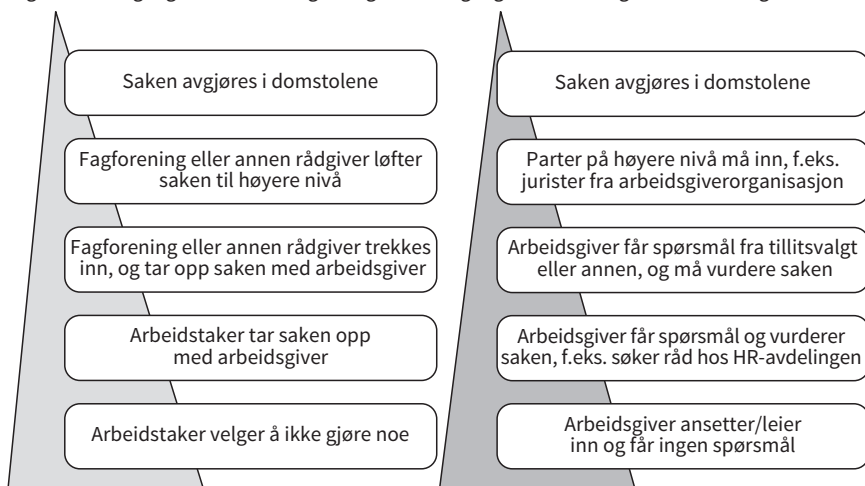 Saken avgjøres i domstolene
Fagforening eller annen rådgiver løfter
saken til høyere nivå
Fagforening eller annen rådgiver trekkes
inn, og tar opp saken med arbeidsgiver
Arbeidstaker tar saken opp
med arbeidsgiver
Arbeidstaker velger å ikke gjøre noe
Saken avgjøres i domstolene
Parter på høyere nivå må inn, f.eks.
jurister fra arbeidsgiverorganisasjon
Arbeidsgiver får spørsmål fra tillitsvalgt
eller annen, og må vurdere saken
Arbeidsgiver får spørsmål og vurderer
saken, f.eks. søker råd hos HR-avdelingen
Arbeidsgiver ansetter/leier
inn og får ingen spørsmål